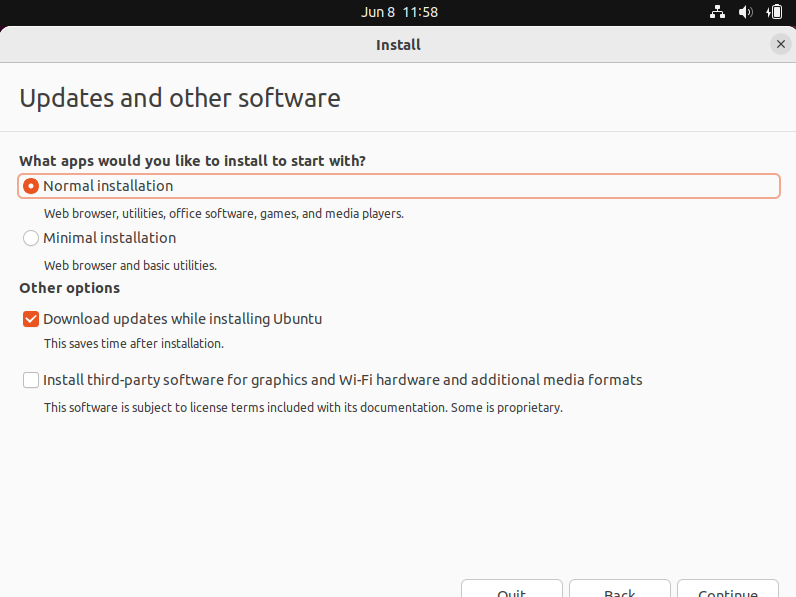 Jun 8 11:58
Install
Updates and other software
What apps would you like to install to start with?
Normal installation
Web browser, utilities, office software, games, and media players.
Minimal installation
Web browser and basic utilities.
Other options
Download updates while installing Ubuntu
This saves time after installation.
Install third-party software for graphics and Wi-Fi hardware and additional media formats
This software is subject to license terms included with its documentation. Some is proprietary.
Quit Back Continue